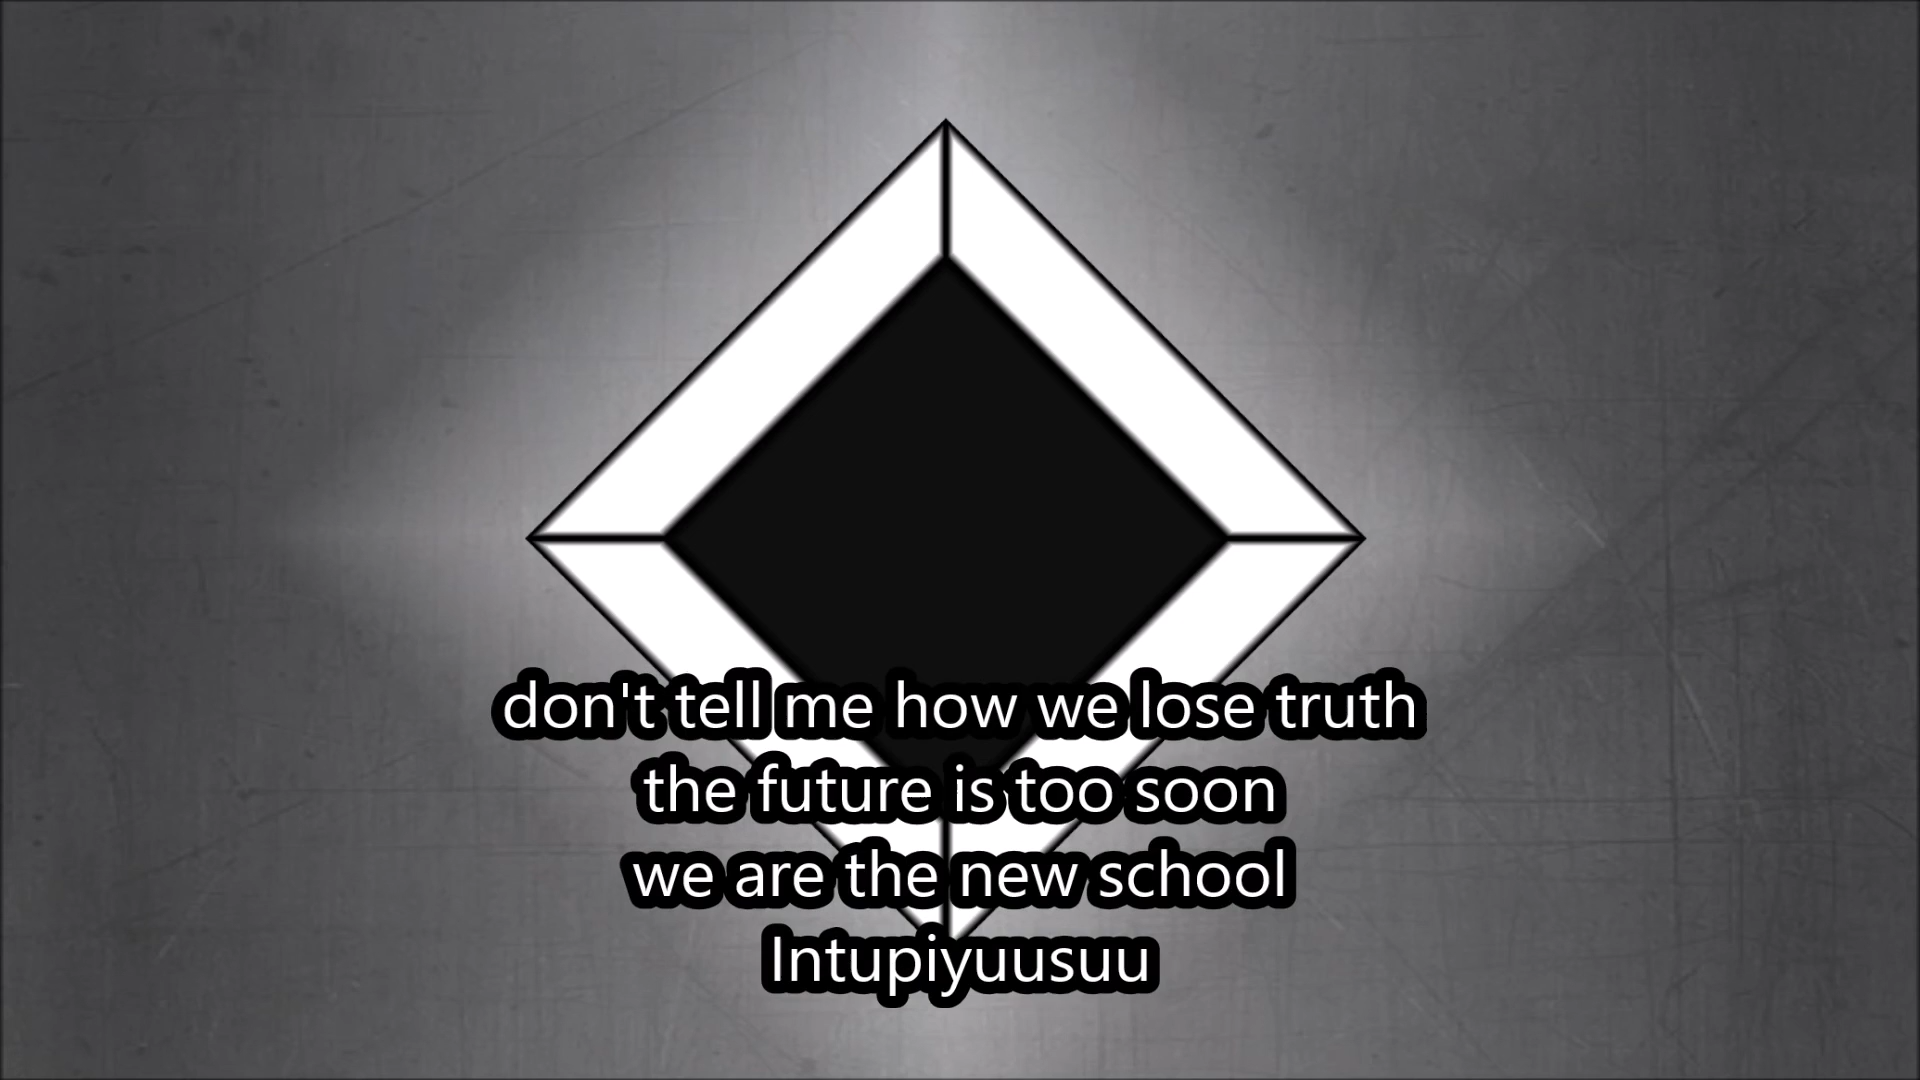 don't tell me how we lose truth
the future is too soon
we are the new school
Intupiyuusuu